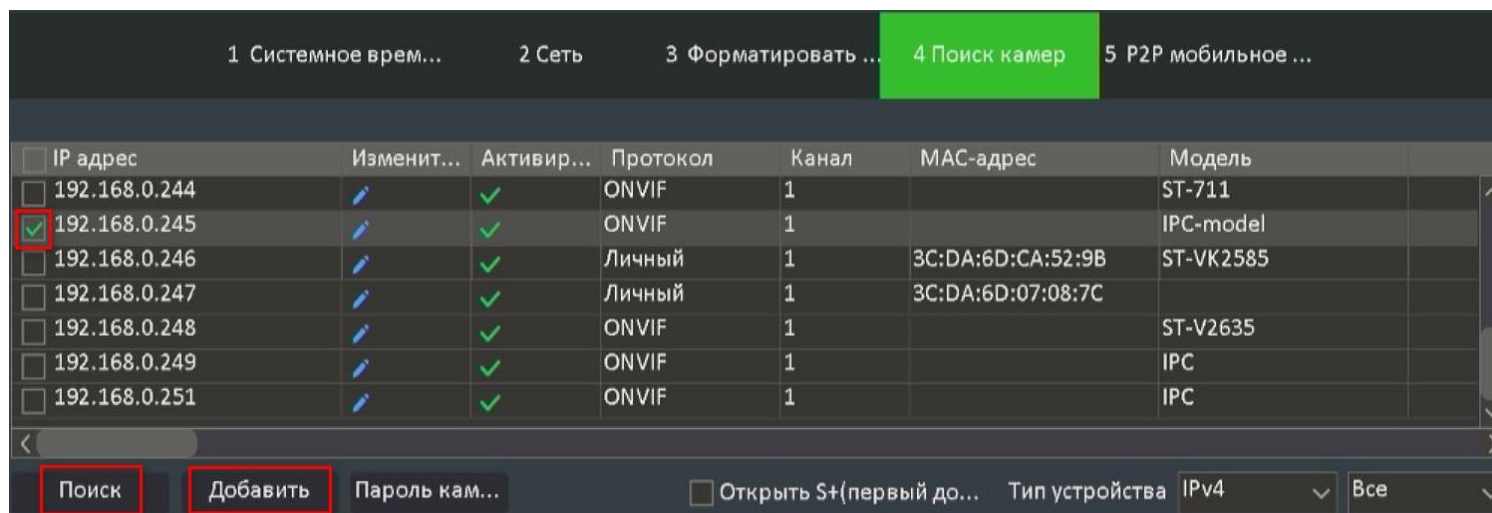 1 Системное врем... 2 Сеть 3 Форматировать ... 4 Поиск камер 5 P2P мобильное ...
IP адрес Изменит... Активир... Протокол Канал MAC-адрес Модель
192.168.0.244 ONVIF 1 ST-711
192.168.0.245 ONVIF 1 IPC-model
192.168.0.246 Личный 1 3C:DA:6D:CA:52:9B ST-VK2585
192.168.0.247 Личный 1 3C:DA:6D:07:08:7C
192.168.0.248 ONVIF 1 ST-V2635
192.168.0.249 ONVIF 1 IPC
192.168.0.251 ONVIF 1 IPC
Поиск Добавить Пароль кам... Открыть S+(первый до... Тип устройства IPv4 Все